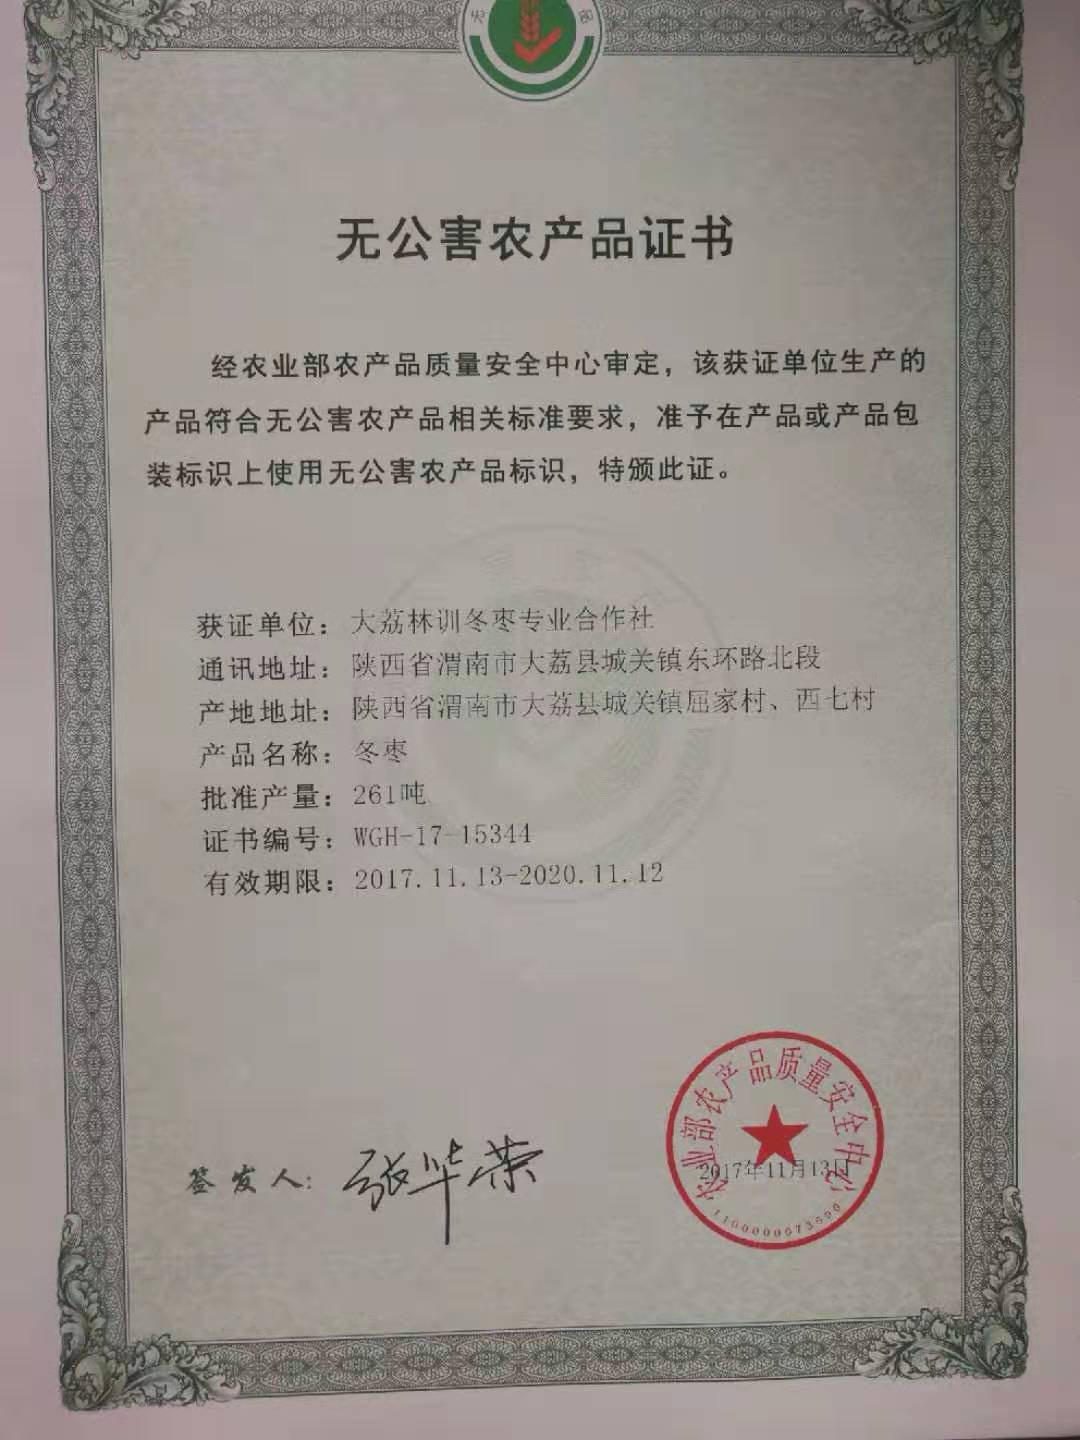 无公害农产品证书
经农业部农产品质量安全中心审定，该获证单位生产的
产品符合无公害农产品相关标准要求，准予在产品或产品包
装标识上使用无公害农产品标识，特颁此证。
获证单位：大荔林训冬枣专业合作社
通讯地址：陕西省渭南市大荔县城关镇东环路北段
产地地址：陕西省渭南市大荔县城关镇屈家村、西七村
产品名称：冬枣
批准产量：261吨
证书编号：WGH-17-15344
有效期限：2017.11.13-2020.11.12
农业部农产品质量安全中心
签发人：张华荣
2017年11月13日